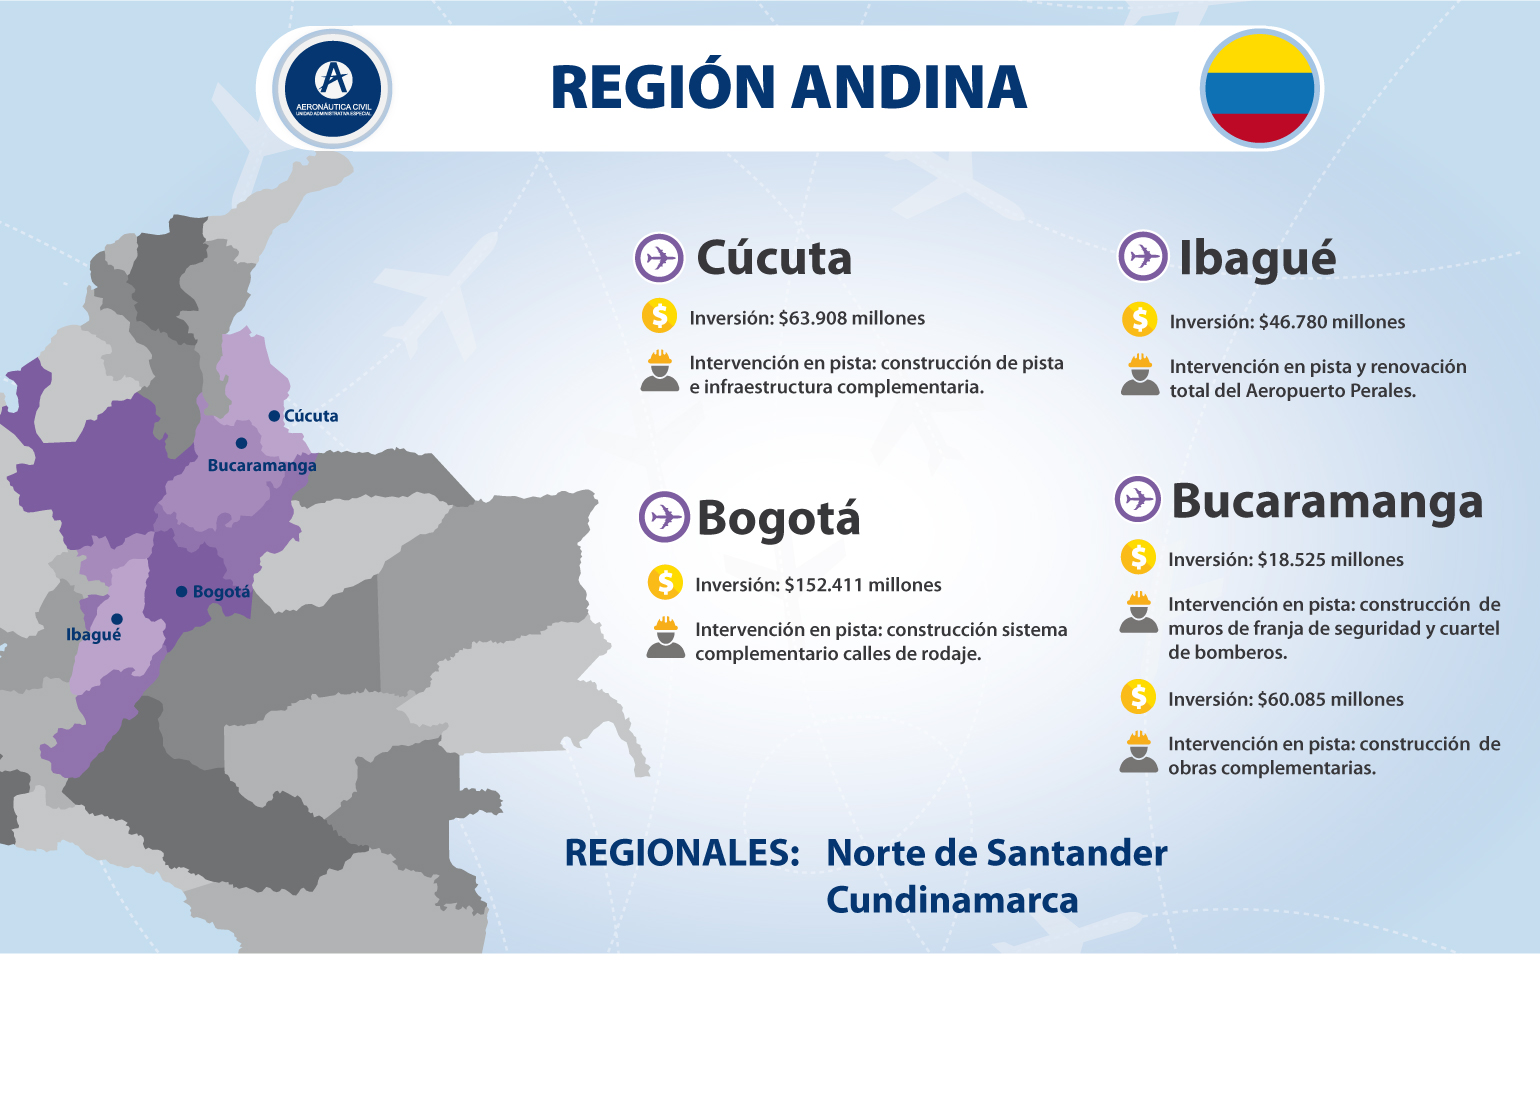 REGIÓN ANDINA
AERONÁUTICA CIVIL
UNIDAD ADMINISTRATIVA ESPECIAL
Cúcuta
Bucaramanga
Bogotá
Ibagué
Cúcuta
Inversión: $63.908 millones
Intervención en pista: construcción de pista
e infraestructura complementaria.
Ibagué
Inversión: $46.780 millones
Intervención en pista y renovación
total del Aeropuerto Perales.
Bogotá
Inversión: $152.411 millones
Intervención en pista: construcción sistema
complementario calles de rodaje.
Bucaramanga
Inversión: $18.525 millones
Intervención en pista: construcción de
muros de franja de seguridad y cuartel
de bomberos.
Inversión: $60.085 millones
Intervención en pista: construcción de
obras complementarias.
REGIONALES: Norte de Santander
Cundinamarca